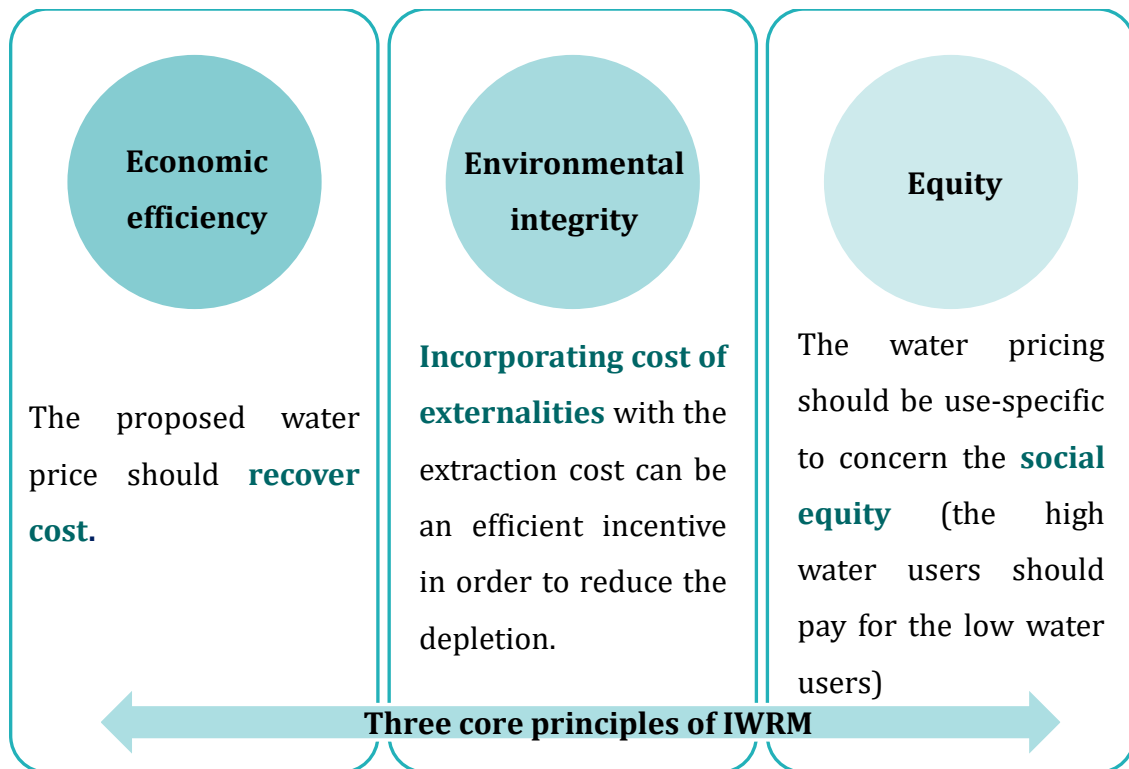 Economic
efficiency
The proposed water
price should recover
cost.
Environmental
integrity
Incorporating cost of
externalities with the
extraction cost can be
an efficient incentive
in order to reduce the
depletion.
Equity
The water pricing
should be use-specific
to concern the social
equity (the high
water users should
pay for the low water
users)
Three core principles of IWRM